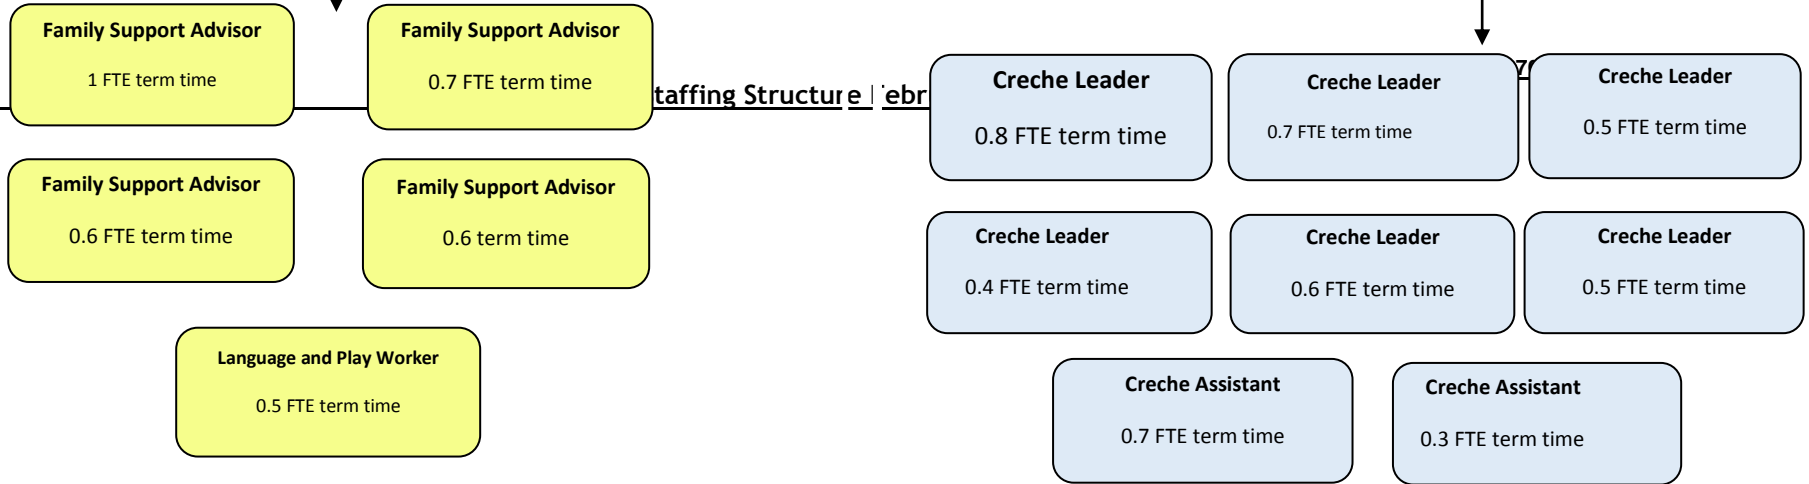 Family Support Advisor
1 FTE term time
Family Support Advisor
0.7 FTE term time
Creche Leader
0.8 FTE term time
Creche Leader
0.7 FTE term time
Creche Leader
0.5 FTE term time
Family Support Advisor
0.6 FTE term time
Family Support Advisor
0.6 term time
Creche Leader
0.4 FTE term time
Creche Leader
0.6 FTE term time
Creche Leader
0.5 FTE term time
Language and Play Worker
0.5 FTE term time
Creche Assistant
0.7 FTE term time
Creche Assistant
0.3 FTE term time